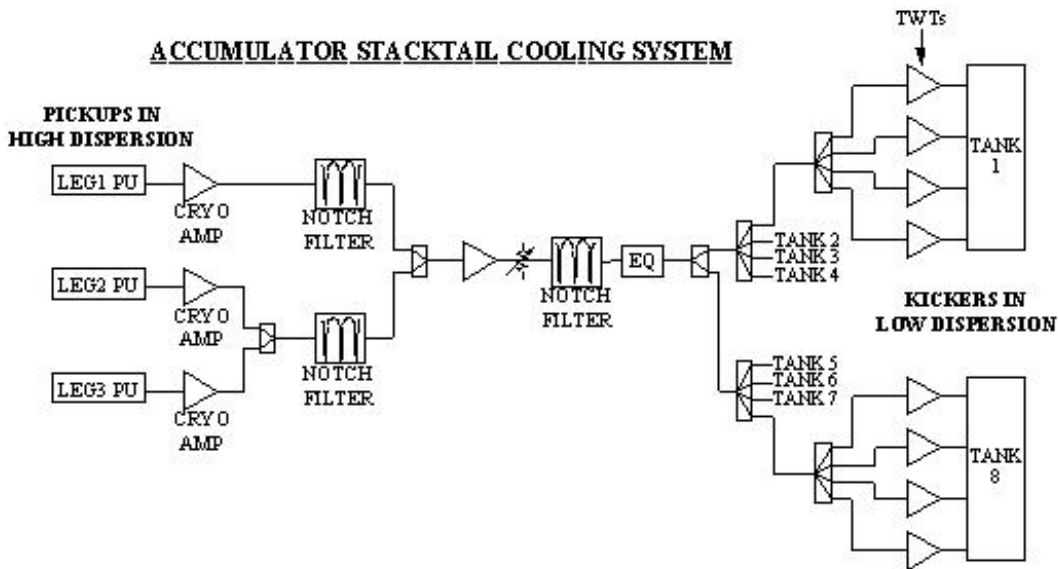 ACCUMULATOR STACKTAIL COOLING SYSTEM
TWTs
PICKUPS IN
HIGH DISPERSION
LEG1 PU
CRYO
AMP
NOTCH
FILTER
LEG2 PU
CRYO
AMP
NOTCH
FILTER
LEG3 PU
CRYO
AMP
NOTCH
FILTER
EQ
TANK 2
TANK 3
TANK 4
TANK
1
KICKERS IN
LOW DISPERSION
TANK 5
TANK 6
TANK 7
TANK
8